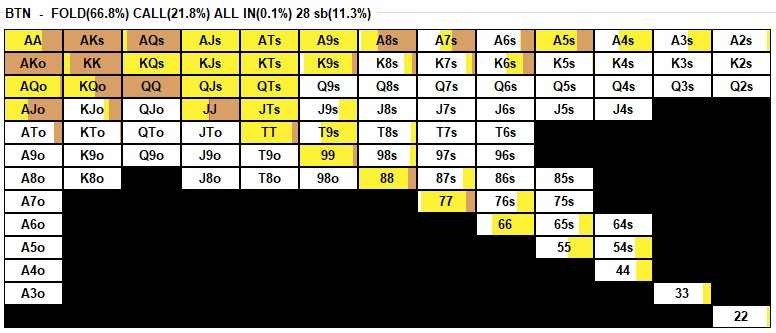 BTN - FOLD(66.8%) CALL(21.8%) ALL IN(0.1%) 28 sb(11.3%)
AA AKs AQs AJs ATs A9s A8s A7s A6s A5s A4s A3s A2s
AKo KK KQs KJs KTs K9s K8s K7s K6s K5s K4s K3s K2s
AQo KQo QQ QJs QTs Q9s Q8s Q7s Q6s Q5s Q4s Q3s Q2s
AJo KJo QJo JJ JTs J9s J8s J7s J6s J5s J4s
ATo KTo QTo JTo TT T9s T8s T7s T6s
A9o K9o Q9o J9o T9o 99 98s 97s 96s
A8o K8o J8o T8o 98o 88 87s 86s 85s
A7o 77 76s 75s
A6o 66 65s 64s
A5o 55 54s
A4o 44
A3o 33
22